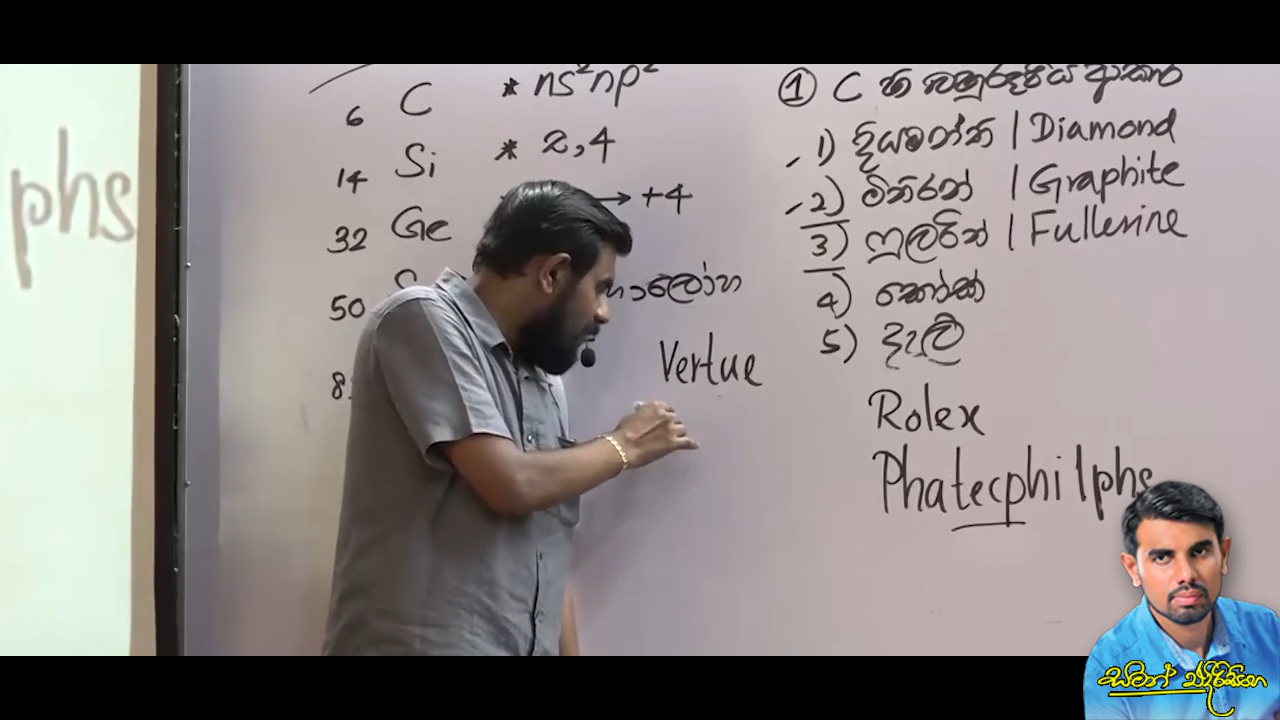 phs
6 C * ns²np²
14 Si * 2,4
32 Ge → +4
50 S ලෝහ
8
Vertue
① C හි බහුරූපී ආකාර
1) දියමන්ති | Diamond
2) මිනිරන් | Graphite
3) ෆුලරින් | Fullerine
4) කෝක්
5) දැලි
Rolex
Phatecphilphs
සමන්